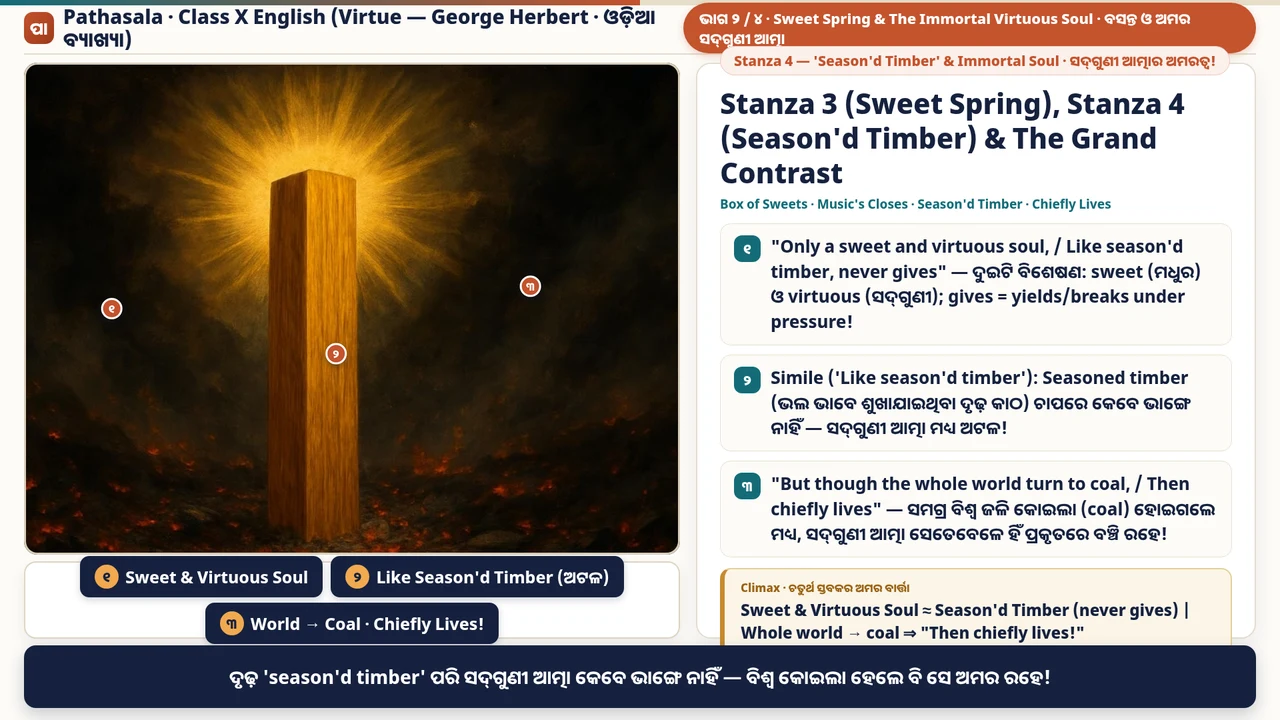 ପା
Pathasala · Class X English (Virtue — George Herbert · ଓଡ଼ିଆ
ବ୍ୟାଖ୍ୟା)
ଭାଗ ୨ / ୪ · Sweet Spring & The Immortal Virtuous Soul · ବସନ୍ତ ଓ ଅମର
ସଦ୍‌ଗୁଣୀ ଆତ୍ମା
Stanza 4 — 'Season'd Timber' & Immortal Soul · ସଦ୍‌ଗୁଣୀ ଆତ୍ମାର ଅମରତ୍ୱ!
Stanza 3 (Sweet Spring), Stanza 4
(Season'd Timber) & The Grand
Contrast
Box of Sweets · Music's Closes · Season'd Timber · Chiefly Lives
୧
"Only a sweet and virtuous soul, / Like season'd
timber, never gives" — ଦୁଇଟି ବିଶେଷଣ: sweet (ମଧୁର)
ଓ virtuous (ସଦ୍‌ଗୁଣୀ); gives = yields/breaks under
pressure!
୨
Simile ('Like season'd timber'): Seasoned timber
(ଭଲ ଭାବେ ଶୁଖାଯାଇଥିବା ଦୃଢ଼ କାଠ) ଚାପରେ କେବେ ଭାଙ୍ଗେ
ନାହିଁ — ସଦ୍‌ଗୁଣୀ ଆତ୍ମା ମଧ୍ୟ ଅଟଳ!
୩
"But though the whole world turn to coal, / Then
chiefly lives" — ସମଗ୍ର ବିଶ୍ୱ ଜଳି କୋଇଲା (coal) ହୋଇଗଲେ
ମଧ୍ୟ, ସଦ୍‌ଗୁଣୀ ଆତ୍ମା ସେତେବେଳେ ହିଁ ପ୍ରକୃତରେ ବଞ୍ଚି ରହେ!
Climax · ଚତୁର୍ଥ ସ୍ତବକର ଅମର ବାର୍ତ୍ତା
Sweet & Virtuous Soul ≈ Season'd Timber (never gives) |
Whole world → coal ⇒ "Then chiefly lives!"
୧
୨
୩
୧ Sweet & Virtuous Soul
୨ Like Season'd Timber (ଅଟଳ)
୩ World → Coal · Chiefly Lives!
ଦୃଢ଼ 'season'd timber' ପରି ସଦ୍‌ଗୁଣୀ ଆତ୍ମା କେବେ ଭାଙ୍ଗେ ନାହିଁ — ବିଶ୍ୱ କୋଇଲା ହେଲେ ବି ସେ ଅମର ରହେ!